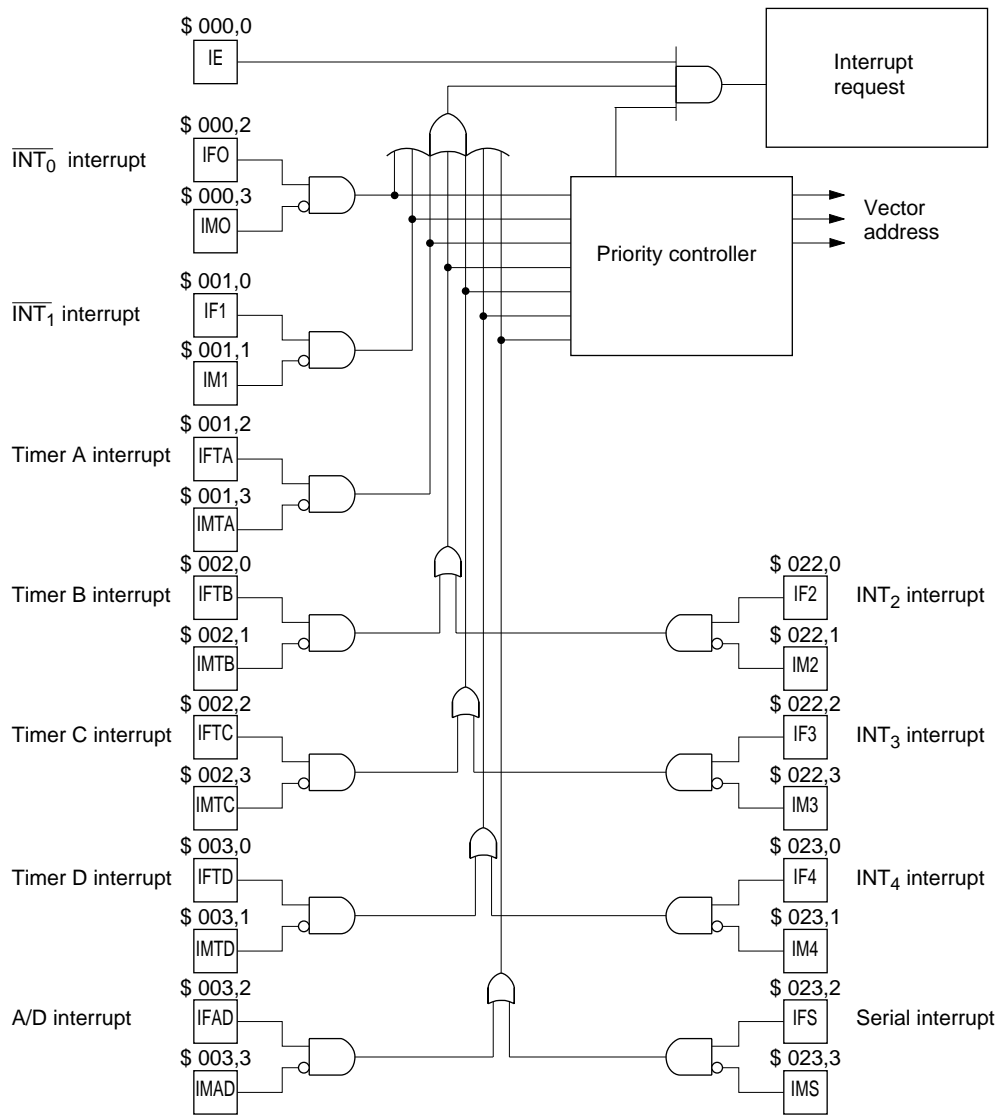 $ 000,0
IE
Interrupt
request
$ 000,2
INT0 interrupt
IFO
$ 000,3
IMO
Vector
address
Priority controller
$ 001,0
INT1 interrupt
IF1
$ 001,1
IM1
$ 001,2
Timer A interrupt
IFTA
$ 001,3
IMTA
$ 002,0
Timer B interrupt
IFTB
$ 002,1
IMTB
$ 022,0
IF2
INT2 interrupt
$ 022,1
IM2
$ 002,2
Timer C interrupt
IFTC
$ 002,3
IMTC
$ 022,2
IF3
INT3 interrupt
$ 022,3
IM3
$ 003,0
Timer D interrupt
IFTD
$ 003,1
IMTD
$ 023,0
IF4
INT4 interrupt
$ 023,1
IM4
$ 003,2
A/D interrupt
IFAD
$ 003,3
IMAD
$ 023,2
IFS
Serial interrupt
$ 023,3
IMS